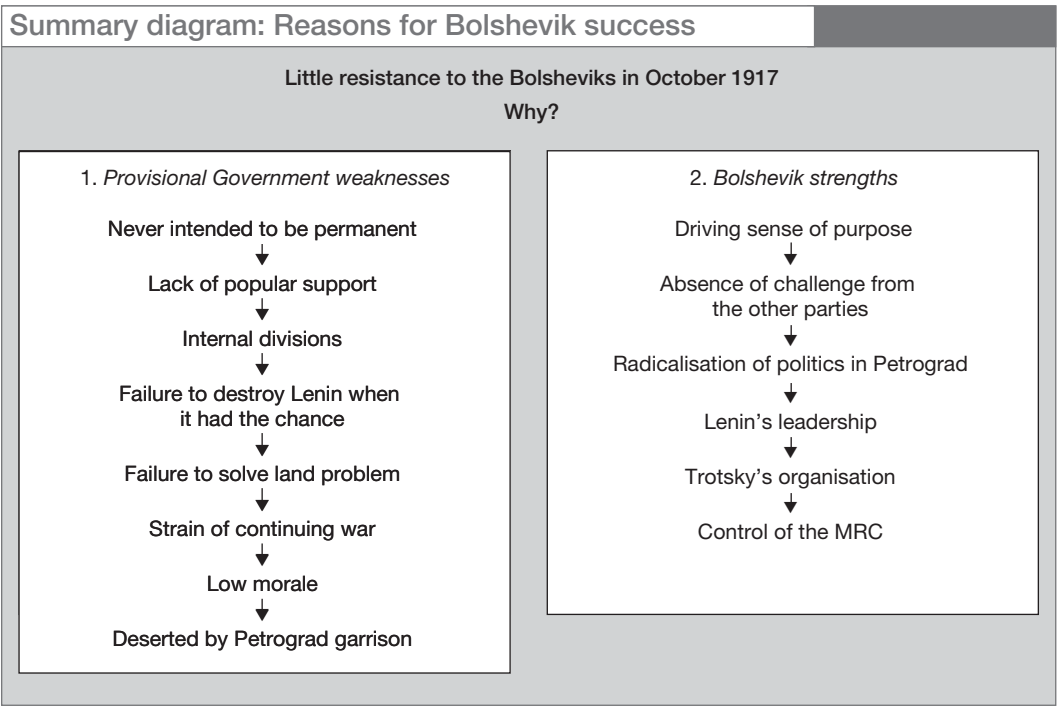 Summary diagram: Reasons for Bolshevik success
Little resistance to the Bolsheviks in October 1917
Why?
1. Provisional Government weaknesses
Never intended to be permanent
Lack of popular support
Internal divisions
Failure to destroy Lenin when
it had the chance
Failure to solve land problem
Strain of continuing war
Low morale
Deserted by Petrograd garrison
2. Bolshevik strengths
Driving sense of purpose
Absence of challenge from
the other parties
Radicalisation of politics in Petrograd
Lenin's leadership
Trotsky's organisation
Control of the MRC